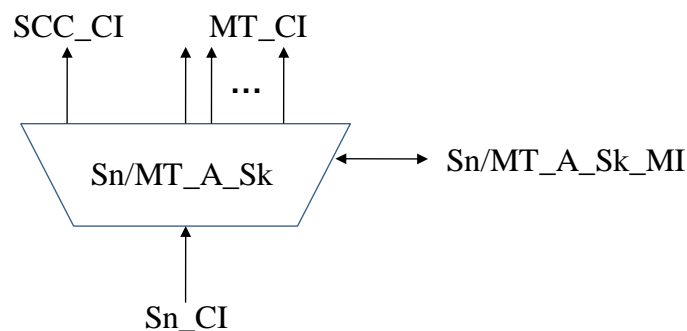 SCC_CI MT_CI
...
Sn/MT_A_Sk
Sn/MT_A_Sk_MI
Sn_CI